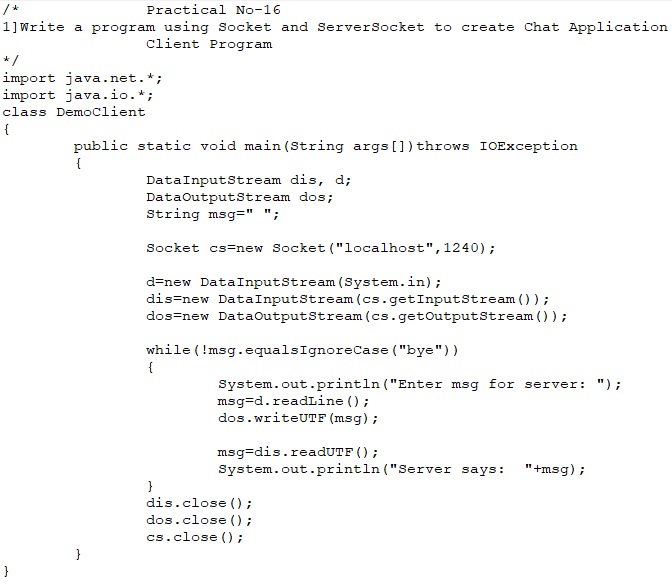 /*		Practical No-16
1]Write a program using Socket and ServerSocket to create Chat Application
		Client Program
*/
import java.net.*;
import java.io.*;
class DemoClient
{
	public static void main(String args[])throws IOException
	{
		DataInputStream dis, d;
		DataOutputStream dos;
		String msg=" ";

		Socket cs=new Socket("localhost",1240);

		d=new DataInputStream(System.in);
		dis=new DataInputStream(cs.getInputStream());
		dos=new DataOutputStream(cs.getOutputStream());

		while(!msg.equalsIgnoreCase("bye"))
		{
			System.out.println("Enter msg for server: ");
			msg=d.readLine();
			dos.writeUTF(msg);

			msg=dis.readUTF();
			System.out.println("Server says:  "+msg);
		}
		dis.close();
		dos.close();
		cs.close();
	}
}